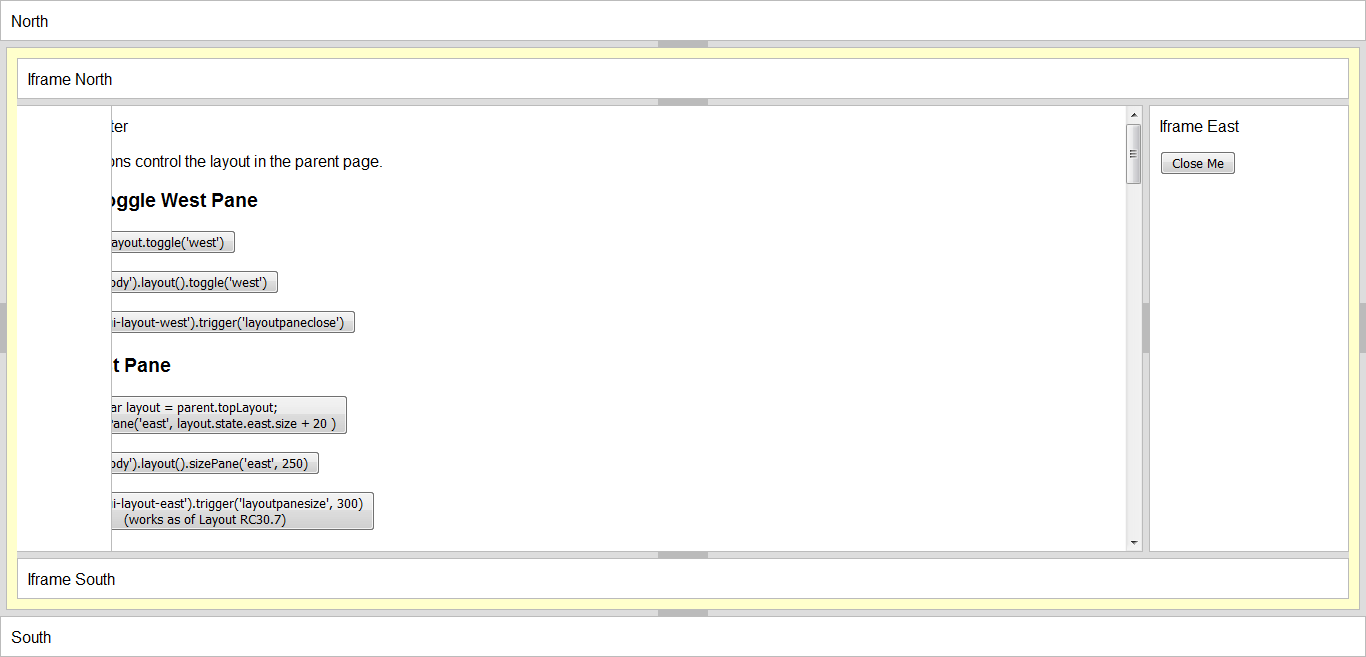 North
Iframe North
ter
ons control the layout in the parent page.
oggle West Pane
ayout.toggle('west')
ody').layout().toggle('west')
i-layout-west').trigger('layoutpaneclose')
t Pane
ar layout = parent.topLayout;
Pane('east', layout.state.east.size + 20 )
ody').layout().sizePane('east', 250)
i-layout-east').trigger('layoutpanesize', 300)
(works as of Layout RC30.7)
Iframe East
Close Me
Iframe South
South